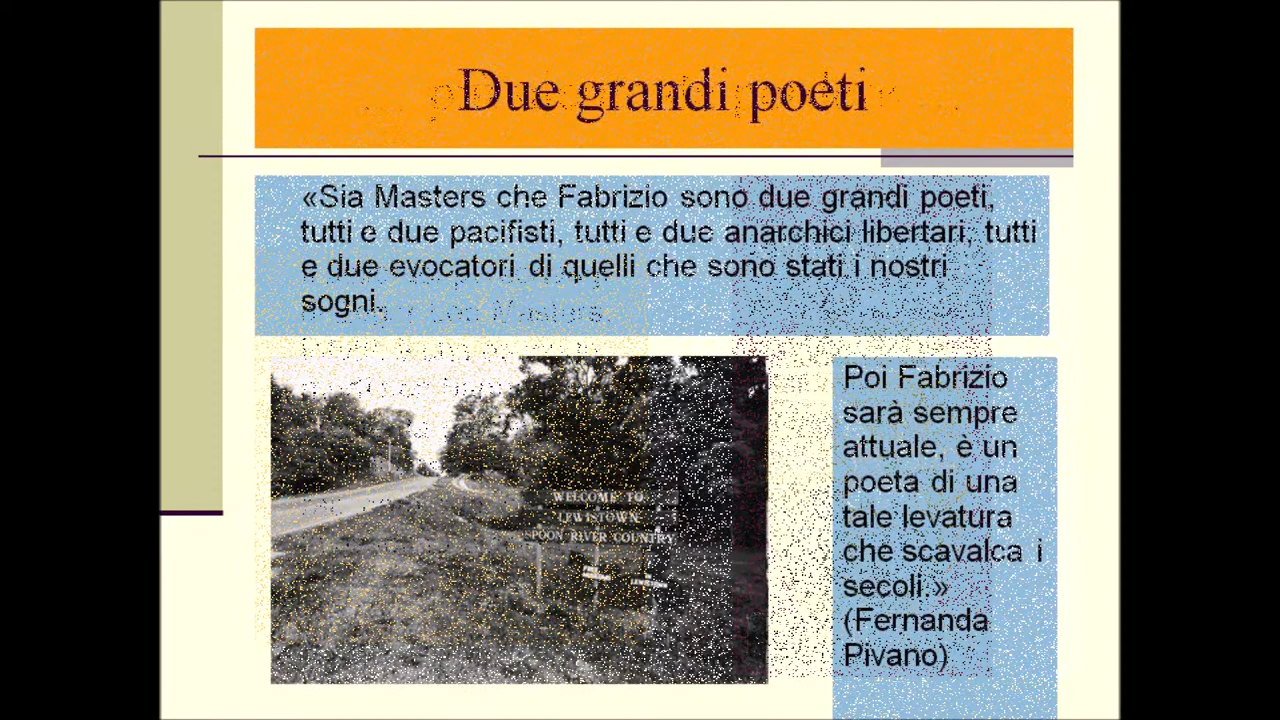 Due grandi poeti
«Sia Masters che Fabrizio sono due grandi poeti,
tutti e due pacifisti, tutti e due anarchici libertari, tutti
e due evocatori di quelli che sono stati i nostri
sogni.
WELCOME TO
LEWISTOWN
SPOON RIVER COUNTRY
Poi Fabrizio
sarà sempre
attuale, è un
poeta di una
tale levatura
che scavalca i
secoli.»
(Fernanda
Pivano)